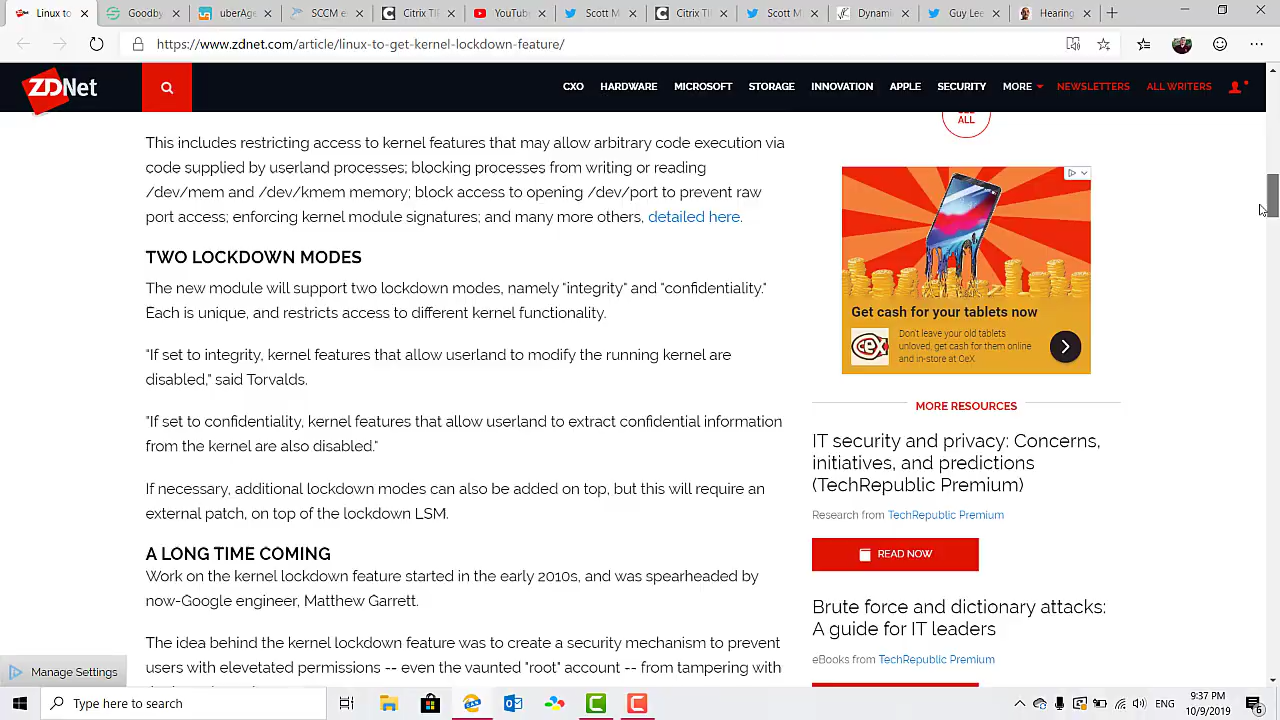 Citrix TIF
Goodby
uberAge
SCCM
Citrix TI
YouTube
Scott M
Citrix TI
Scott M
Dynami
Guy Lee
Hearing
https://www.zdnet.com/article/linux-to-get-kernel-lockdown-feature/
ZDNet
CXO HARDWARE MICROSOFT STORAGE INNOVATION APPLE SECURITY MORE NEWSLETTERS ALL WRITERS
This includes restricting access to kernel features that may allow arbitrary code execution via
code supplied by userland processes; blocking processes from writing or reading
/dev/mem and /dev/kmem memory; block access to opening /dev/port to prevent raw
port access; enforcing kernel module signatures; and many more others, detailed here.
TWO LOCKDOWN MODES
The new module will support two lockdown modes, namely "integrity" and "confidentiality."
Each is unique, and restricts access to different kernel functionality.
"If set to integrity, kernel features that allow userland to modify the running kernel are
disabled," said Torvalds.
"If set to confidentiality, kernel features that allow userland to extract confidential information
from the kernel are also disabled."
If necessary, additional lockdown modes can also be added on top, but this will require an
external patch, on top of the lockdown LSM.
A LONG TIME COMING
Work on the kernel lockdown feature started in the early 2010s, and was spearheaded by
now-Google engineer, Matthew Garrett.
The idea behind the kernel lockdown feature was to create a security mechanism to prevent
users with elevetated permissions -- even the vaunted "root" account -- from tampering with
ALL
Get cash for your tablets now
Don't leave your old tablets
unloved, get cash for them online
and in-store at CeX.
MORE RESOURCES
IT security and privacy: Concerns,
initiatives, and predictions
(TechRepublic Premium)
Research from TechRepublic Premium
READ NOW
Brute force and dictionary attacks:
A guide for IT leaders
eBooks from TechRepublic Premium
Manage Settings
Type here to search
ENG
9:37 PM
10/9/2019
6